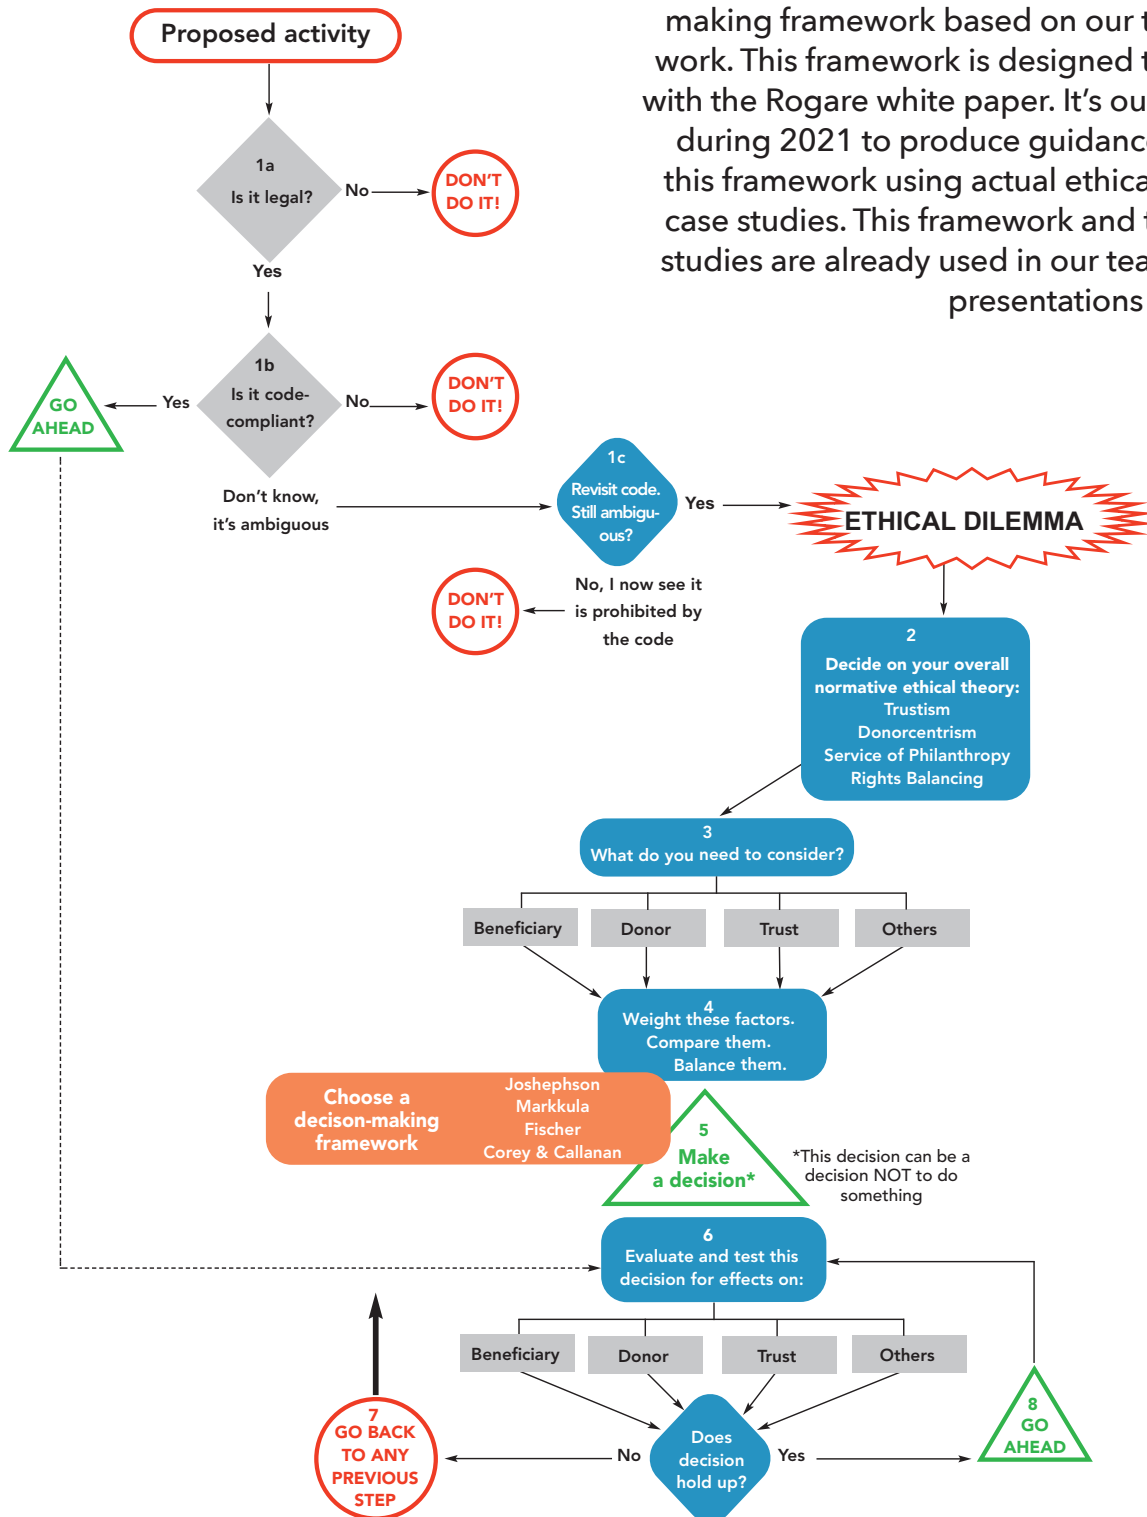 making framework based on our t
work. This framework is designed t
with the Rogare white paper. It's ou
during 2021 to produce guidance
this framework using actual ethica
case studies. This framework and t
studies are already used in our tea
presentations
Proposed activity
1a
Is it legal?
No
DON'T
DO IT!
Yes
1b
Is it code-
compliant?
Yes
GO
AHEAD
No
DON'T
DO IT!
Don't know,
it's ambiguous
1c
Revisit code.
Still ambigu-
ous?
Yes
ETHICAL DILEMMA
No, I now see it
is prohibited by
the code
DON'T
DO IT!
2
Decide on your overall
normative ethical theory:
Trustism
Donorcentrism
Service of Philanthropy
Rights Balancing
3
What do you need to consider?
Beneficiary
Donor
Trust
Others
4
Weight these factors.
Compare them.
Balance them.
Choose a
decison-making
framework
Joshephson
Markkula
Fischer
Corey & Callanan
5
Make
a decision*
*This decision can be a
decision NOT to do
something
6
Evaluate and test this
decision for effects on:
Beneficiary
Donor
Trust
Others
Does
decision
hold up?
No
7
GO BACK
TO ANY
PREVIOUS
STEP
Yes
8
GO
AHEAD